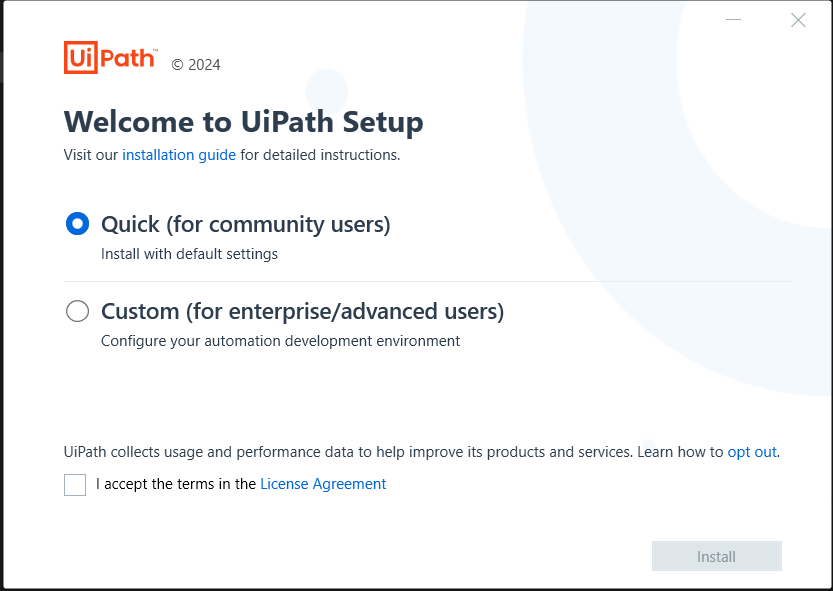 UiPath™ © 2024
Welcome to UiPath Setup
Visit our installation guide for detailed instructions.
Quick (for community users)
Install with default settings
Custom (for enterprise/advanced users)
Configure your automation development environment
UiPath collects usage and performance data to help improve its products and services. Learn how to opt out.
I accept the terms in the License Agreement
Install